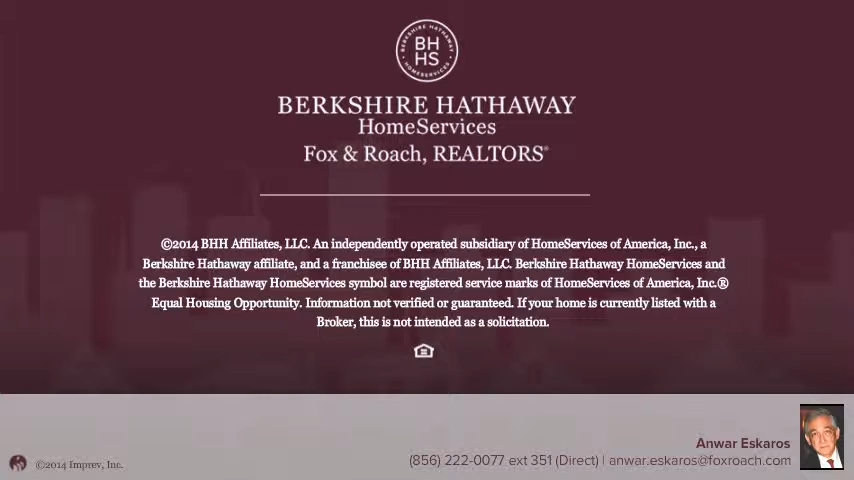 BERKSHIRE HATHAWAY
HOMESERVICES
BH
HS
BERKSHIRE HATHAWAY
HomeServices
Fox & Roach, REALTORS®
©2014 BHH Affiliates, LLC. An independently operated subsidiary of HomeServices of America, Inc., a
Berkshire Hathaway affiliate, and a franchisee of BHH Affiliates, LLC. Berkshire Hathaway HomeServices and
the Berkshire Hathaway HomeServices symbol are registered service marks of HomeServices of America, Inc.®
Equal Housing Opportunity. Information not verified or guaranteed. If your home is currently listed with a
Broker, this is not intended as a solicitation.
Anwar Eskaros
(856) 222-0077 ext 351 (Direct) | anwar.eskaros@foxroach.com
©2014 Imprev, Inc.